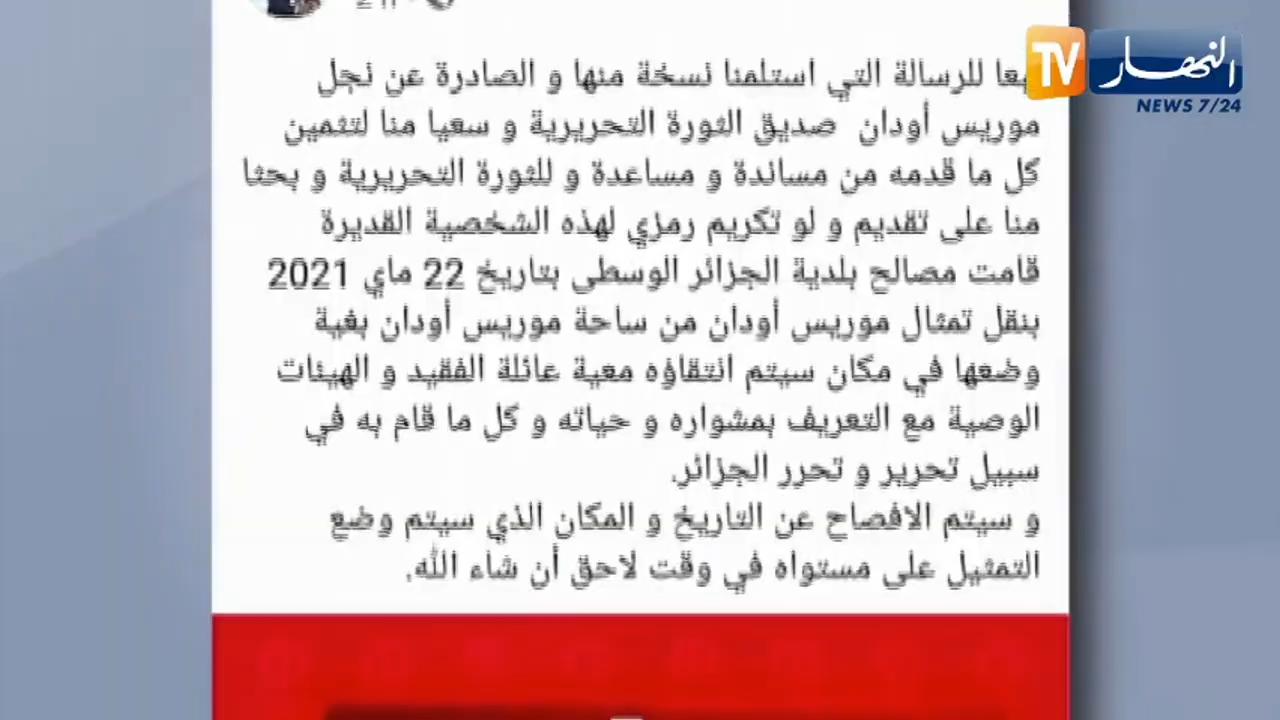 النهار TV
NEWS 7/24
للرسالة التي استلمنا نسخة منها و الصادرة عن نجل
موريس أودان صديق الثورة التحريرية و سعيا منا لتثمين
كل ما قدمه من مساندة و مساعدة و للثورة التحريرية و بحثا
منا على تقديم و لو تكريم رمزي لهذه الشخصية القديرة
قامت مصالح بلدية الجزائر الوسطى بتاريخ 22 ماي 2021
بنقل تمثال موريس أودان من ساحة موريس أودان بغية
وضعها في مكان سيتم انتقاؤه معية عائلة الفقيد و الهيئات
الوصية مع التعريف بمشواره و حياته و كل ما قام به في
سبيل تحرير و تحرر الجزائر.
و سيتم الافصاح عن التاريخ و المكان الذي سيتم وضع
التمثيل على مستواه في وقت لاحق أن شاء الله.